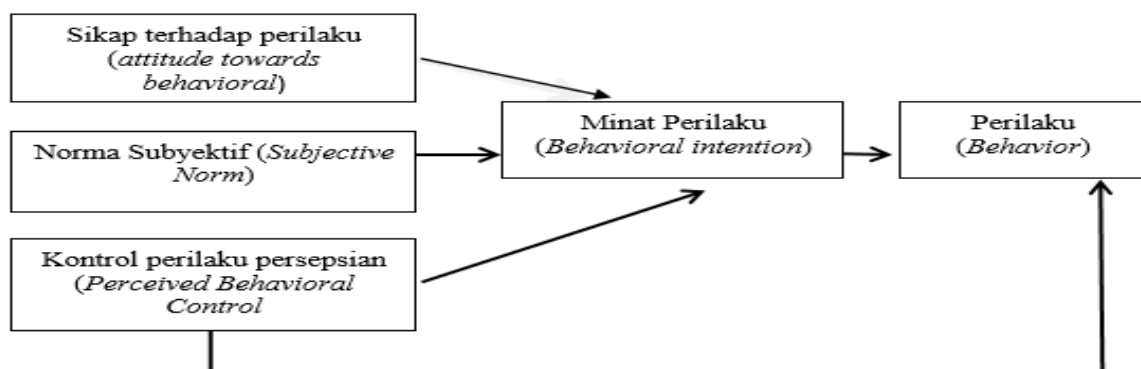 Sikap terhadap perilaku
(attitude towards
behavioral)
Norma Subyektif (Subjective
Norm)
Kontrol perilaku persepsian
(Perceived Behavioral
Control
Minat Perilaku
(Behavioral intention)
Perilaku
(Behavior)